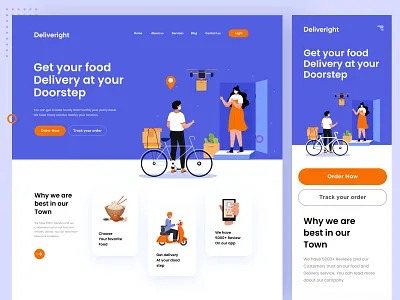 Deliveright
Home About us Services Blog Contact us Login
Get your food
Delivery at your
Doorstep
Order Now Track your order
Why we are
best in our
Town
Choose
Your favorite
Food
Get delivery
At your door
step
We have
5000+ Review
On our app
Deliveright
Get your food
Delivery at your
Doorstep
Order Now
Track your order
Why we are
best in our
Town
We have 5000+ Reviews and our
Customers trust on our food and
Delivery service. You can read more
about our company